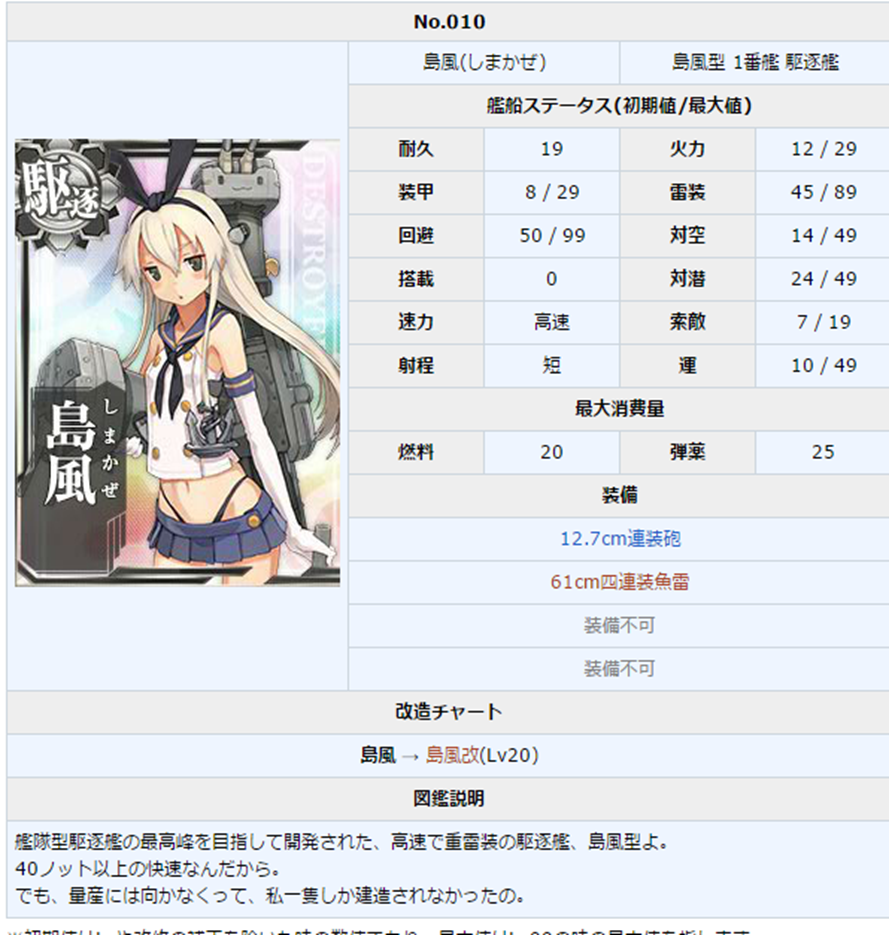 No.010
島風(しまかぜ)
島風型 1番艦 駆逐艦
艦船ステータス(初期値/最大値)
耐久 19 火力 12 / 29
装甲 8 / 29 雷装 45 / 89
回避 50 / 99 対空 14 / 49
搭載 0 対潜 24 / 49
速力 高速 索敵 7 / 19
射程 短 運 10 / 49
最大消費量
燃料 20 弾薬 25
装備
12.7cm連装砲
61cm四連装魚雷
装備不可
装備不可
駆逐
DESTROYE
島風
しまかぜ
改造チャート
島風 → 島風改(Lv20)
図鑑説明
艦隊型駆逐艦の最高峰を目指して開発された、高速で重雷装の駆逐艦、島風型よ。
40ノット以上の快速なんだから。
でも、量産には向かなくって、私一隻しか建造されなかったの。